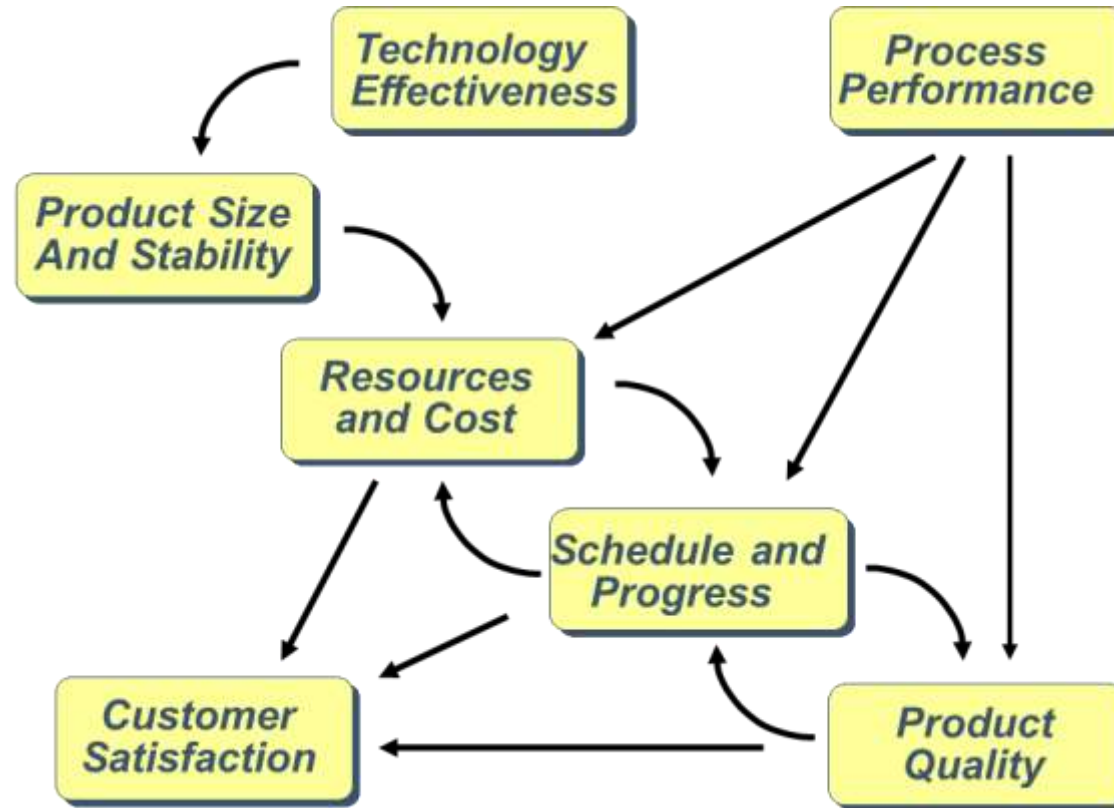 Technology
Effectiveness
Process
Performance
Product Size
And Stability
Resources
and Cost
Schedule and
Progress
Customer
Satisfaction
Product
Quality